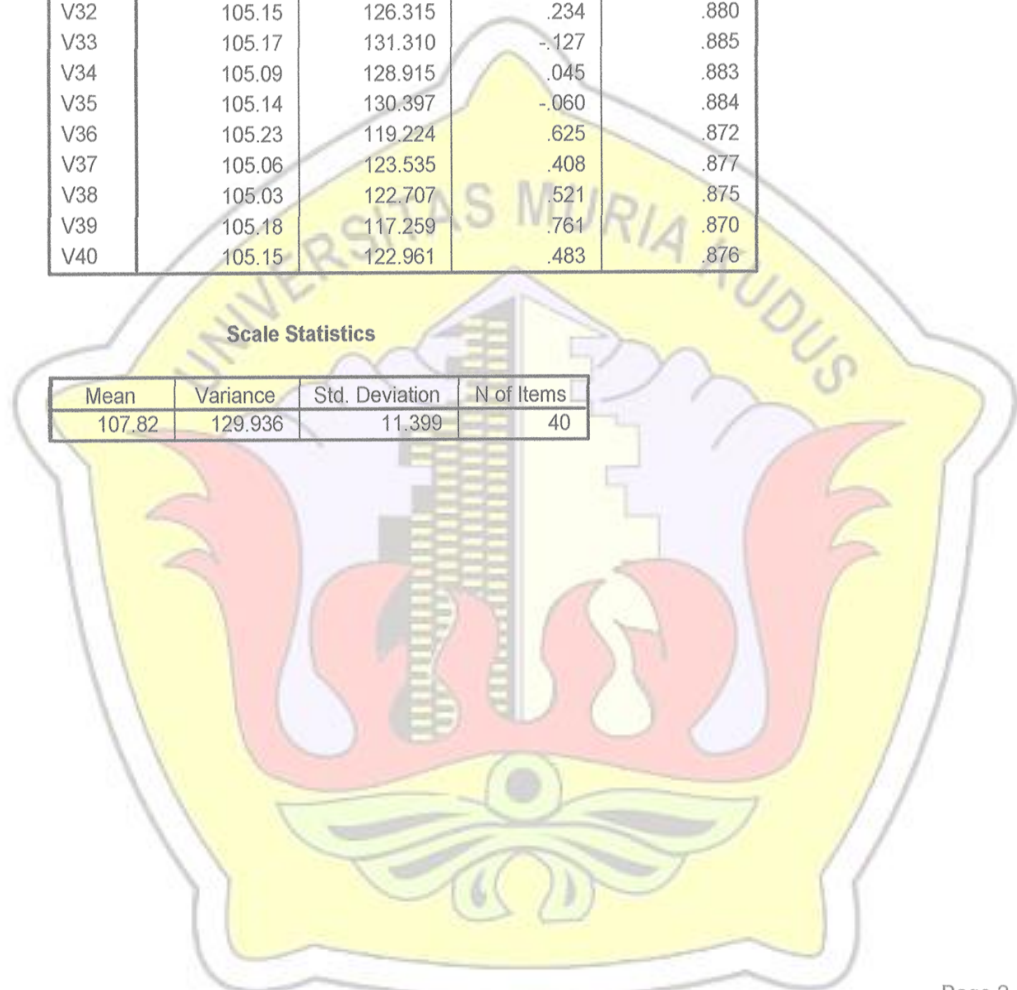 V32 105.15 126.315 .234 .880
V33 105.17 131.310 -.127 .885
V34 105.09 128.915 .045 .883
V35 105.14 130.397 -.060 .884
V36 105.23 119.224 .625 .872
V37 105.06 123.535 .408 .877
V38 105.03 122.707 .521 .875
V39 105.18 117.259 .761 .870
V40 105.15 122.961 .483 .876
UNIVERSITAS MURIA KUDUS
Scale Statistics
Mean Variance Std. Deviation N of Items
107.82 129.936 11.399 40